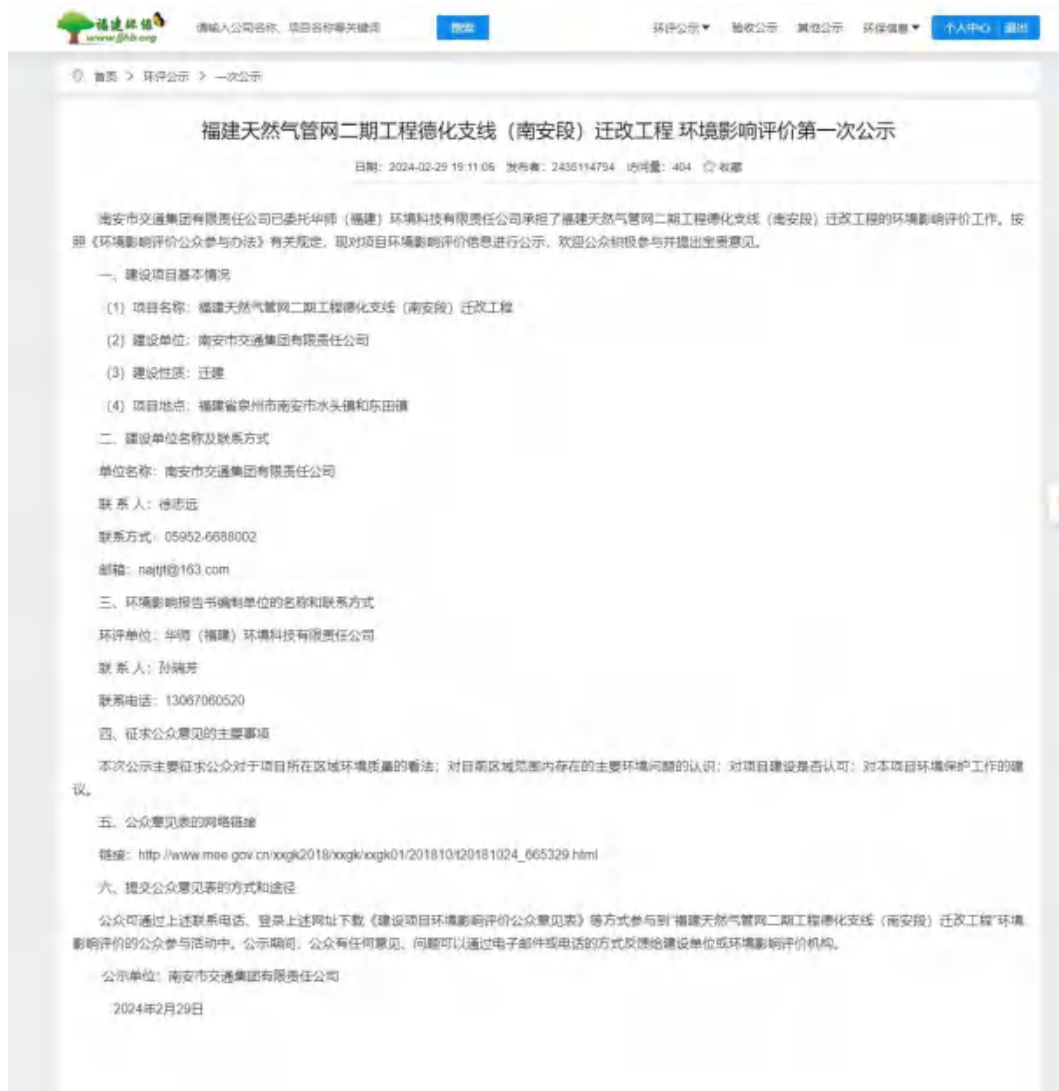 福建环保
www.fjhb.org
请输入公司名称、项目名称等关键词
搜索
环评公示▼ 验收公示 其他公示 环保信息▼ 个人中心 退出
首页 > 环评公示 > 一次公示
福建天然气管网二期工程德化支线（南安段）迁改工程 环境影响评价第一次公示
日期：2024-02-29 19:11:06 发布者：2435114794 访问量：404 ☆收藏
南安市交通集团有限责任公司已委托华师（福建）环境科技有限责任公司承担了福建天然气管网二期工程德化支线（南安段）迁改工程的环境影响评价工作。按
照《环境影响评价公众参与办法》有关规定，现对项目环境影响评价信息进行公示，欢迎公众积极参与并提出宝贵意见。
一、建设项目基本情况
（1）项目名称：福建天然气管网二期工程德化支线（南安段）迁改工程
（2）建设单位：南安市交通集团有限责任公司
（3）建设性质：迁建
（4）项目地点：福建省泉州市南安市水头镇和东田镇
二、建设单位名称及联系方式
单位名称：南安市交通集团有限责任公司
联 系 人：徐志远
联系方式：05952-6688002
邮箱：najtjt@163.com
三、环境影响报告书编制单位的名称和联系方式
环评单位：华师（福建）环境科技有限责任公司
联 系 人：孙瑞芳
联系电话：13067060520
四、征求公众意见的主要事项
本次公示主要征求公众对于项目所在区域环境质量的看法；对目前区域范围内存在的主要环境问题的认识；对项目建设是否认可；对本项目环境保护工作的建
议。
五、公众意见表的网络链接
链接：http://www.mee.gov.cn/xxgk2018/xxgk/xxgk01/201810/t20181024_665329.html
六、提交公众意见表的方式和途径
公众可通过上述联系电话、登录上述网址下载《建设项目环境影响评价公众意见表》等方式参与到“福建天然气管网二期工程德化支线（南安段）迁改工程”环境
影响评价的公众参与活动中。公示期间，公众有任何意见、问题可以通过电子邮件或电话的方式反馈给建设单位或环境影响评价机构。
公示单位：南安市交通集团有限责任公司
2024年2月29日